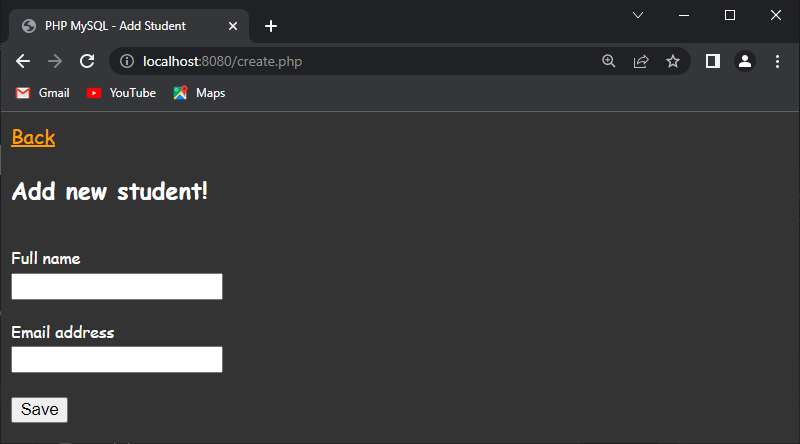 PHP MySQL - Add Student
localhost:8080/create.php
Gmail YouTube Maps
Back
Add new student!
Full name
Email address
Save